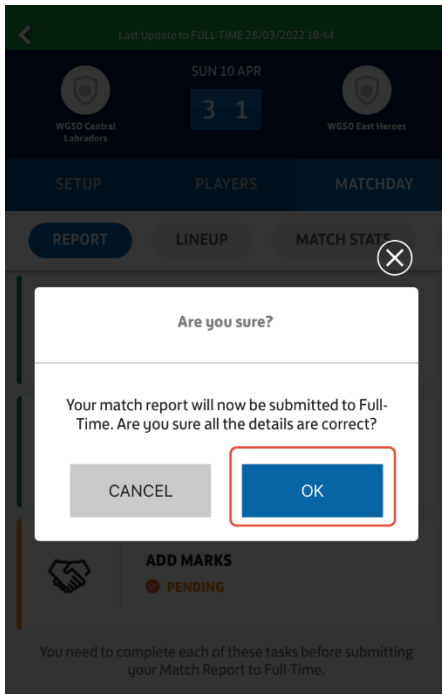 Last Update to FULL-TIME 28/03/2022 10:44
SUN 10 APR
3 1
WGSO Central
Labradors
WGSO East Heroes
SETUP
PLAYERS
MATCHDAY
REPORT
LINEUP
MATCH STATS
Are you sure?
Your match report will now be submitted to Full-
Time. Are you sure all the details are correct?
CANCEL
OK
ADD MARKS
PENDING
You need to complete each of these tasks before submitting
your Match Report to Full-Time.